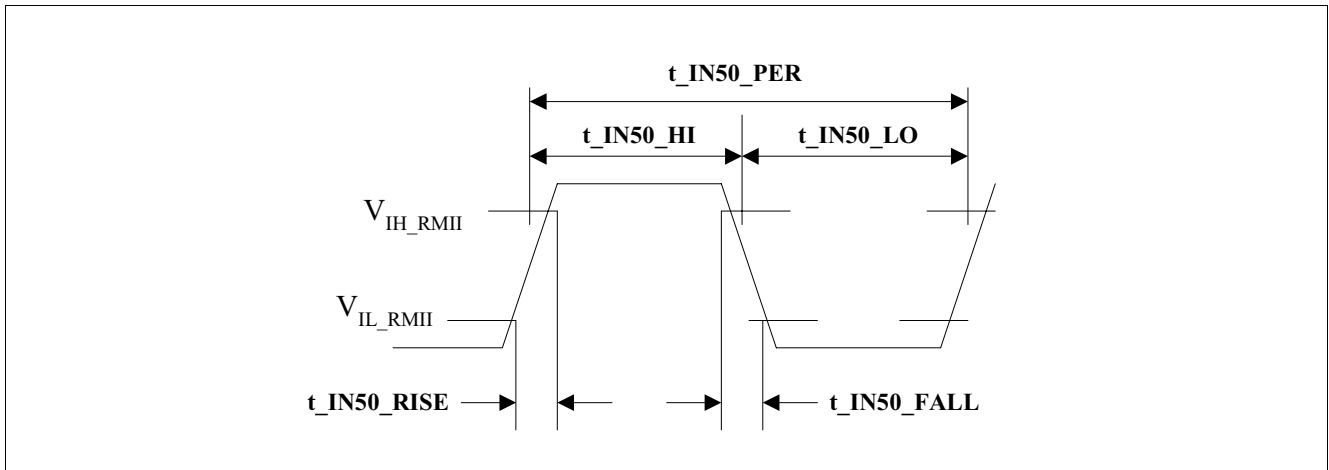 t_IN50_PER
t_IN50_HI
t_IN50_LO
V_IH_RMII
V_IL_RMII
t_IN50_RISE
t_IN50_FALL